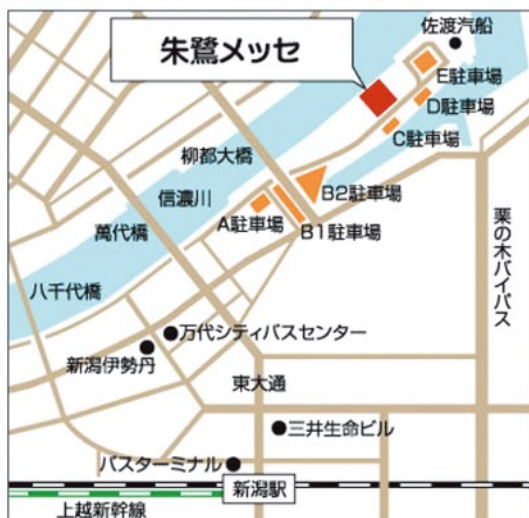 佐渡汽船
朱鷺メッセ
E駐車場
D駐車場
C駐車場
柳都大橋
B2駐車場
信濃川
A駐車場
B1駐車場
萬代橋
栗の木バイパス
八千代橋
万代シティバスセンター
新潟伊勢丹
東大通
三井生命ビル
バスターミナル
新潟駅
上越新幹線